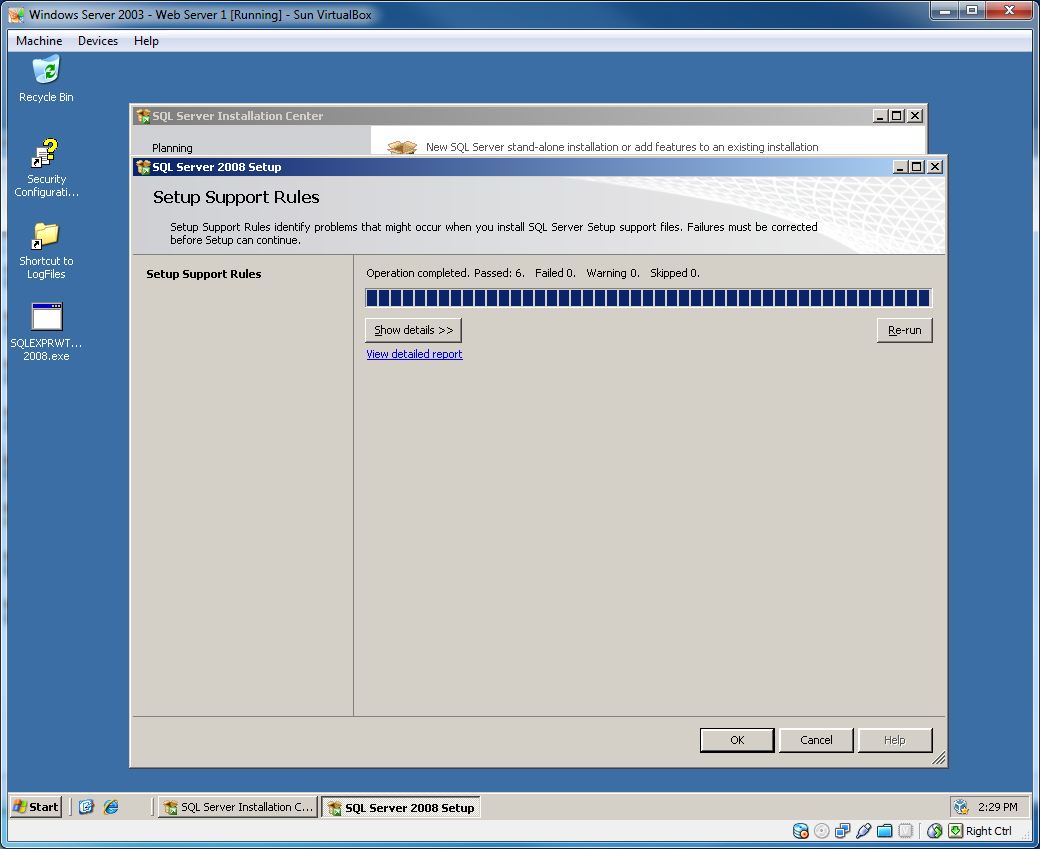 Windows Server 2003 - Web Server 1 [Running] - Sun VirtualBox
Machine Devices Help
Recycle Bin
Security
Configurati...
Shortcut to
LogFiles
SQLEXPRWT...
2008.exe
SQL Server Installation Center
Planning
New SQL Server stand-alone installation or add features to an existing installation
SQL Server 2008 Setup
Setup Support Rules
Setup Support Rules identify problems that might occur when you install SQL Server Setup support files. Failures must be corrected
before Setup can continue.
Setup Support Rules
Operation completed. Passed: 6. Failed 0. Warning 0. Skipped 0.
Show details >>
Re-run
View detailed report
OK
Cancel
Help
Start
SQL Server Installation C...
SQL Server 2008 Setup
2:29 PM
Right Ctrl